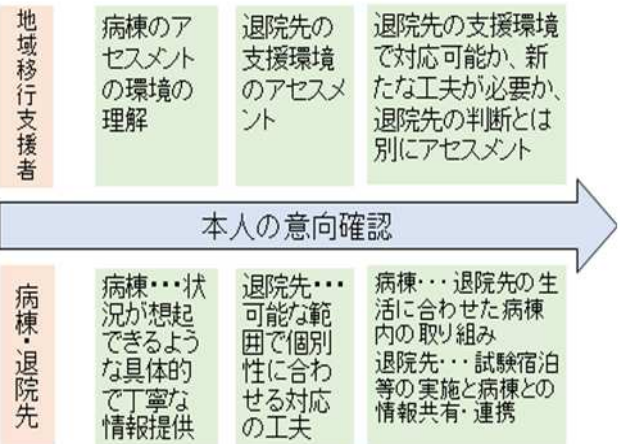 地域移行支援者
病棟のア
セスメント
の環境の
理解
退院先の
支援環境
のアセスメ
ント
退院先の支援環境
で対応可能か、新
たな工夫が必要か、
退院先の判断とは
別にアセスメント
本人の意向確認
病棟・退院先
病棟・・・状
況が想起
できるよう
な具体的
で丁寧な
情報提供
退院先・・・
可能な範
囲で個別
性に合わ
せる対応
の工夫
病棟・・・退院先の生
活に合わせた病棟
内の取り組み
退院先・・・試験宿泊
等の実施と病棟との
情報共有・連携